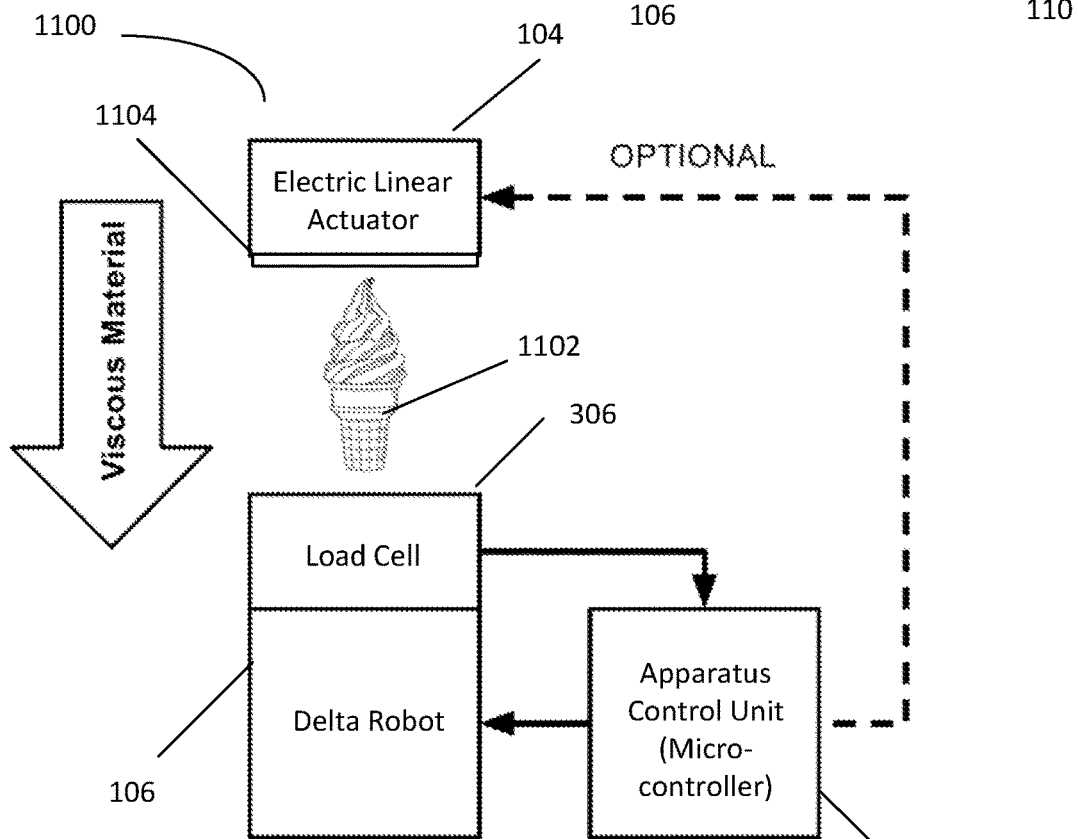 106
110
1100
104
1104
OPTIONAL
Electric Linear
Actuator
Viscous Material
1102
306
Load Cell
Apparatus
Control Unit
(Micro-
controller)
Delta Robot
106